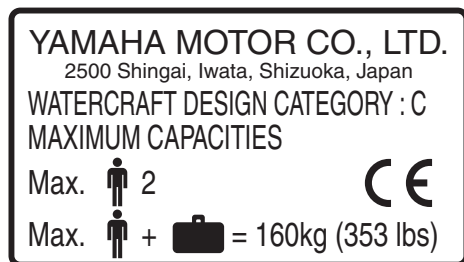 YAMAHA MOTOR CO., LTD.
2500 Shingai, Iwata, Shizuoka, Japan
WATERCRAFT DESIGN CATEGORY : C
MAXIMUM CAPACITIES
Max. 2
CE
Max. + = 160kg (353 lbs)